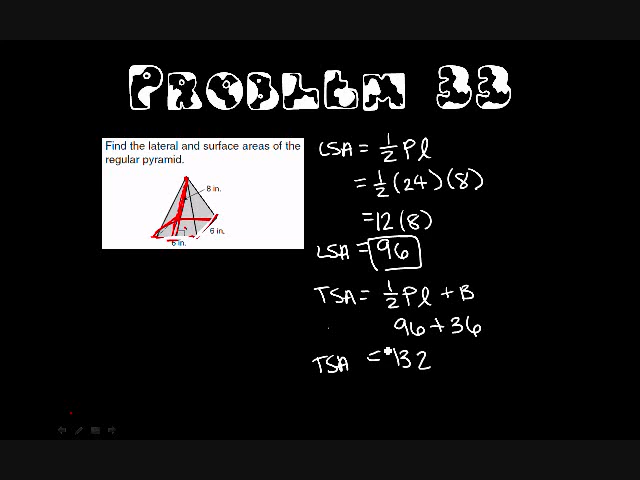 PROBLEM 33
Find the lateral and surface areas of the
regular pyramid.
8 in.
6 in.
6 in.
LSA = 1/2 Pl
= 1/2 (24)(8)
= 12(8)
LSA = 96
TSA = 1/2 Pl + B
96 + 36
TSA = 132